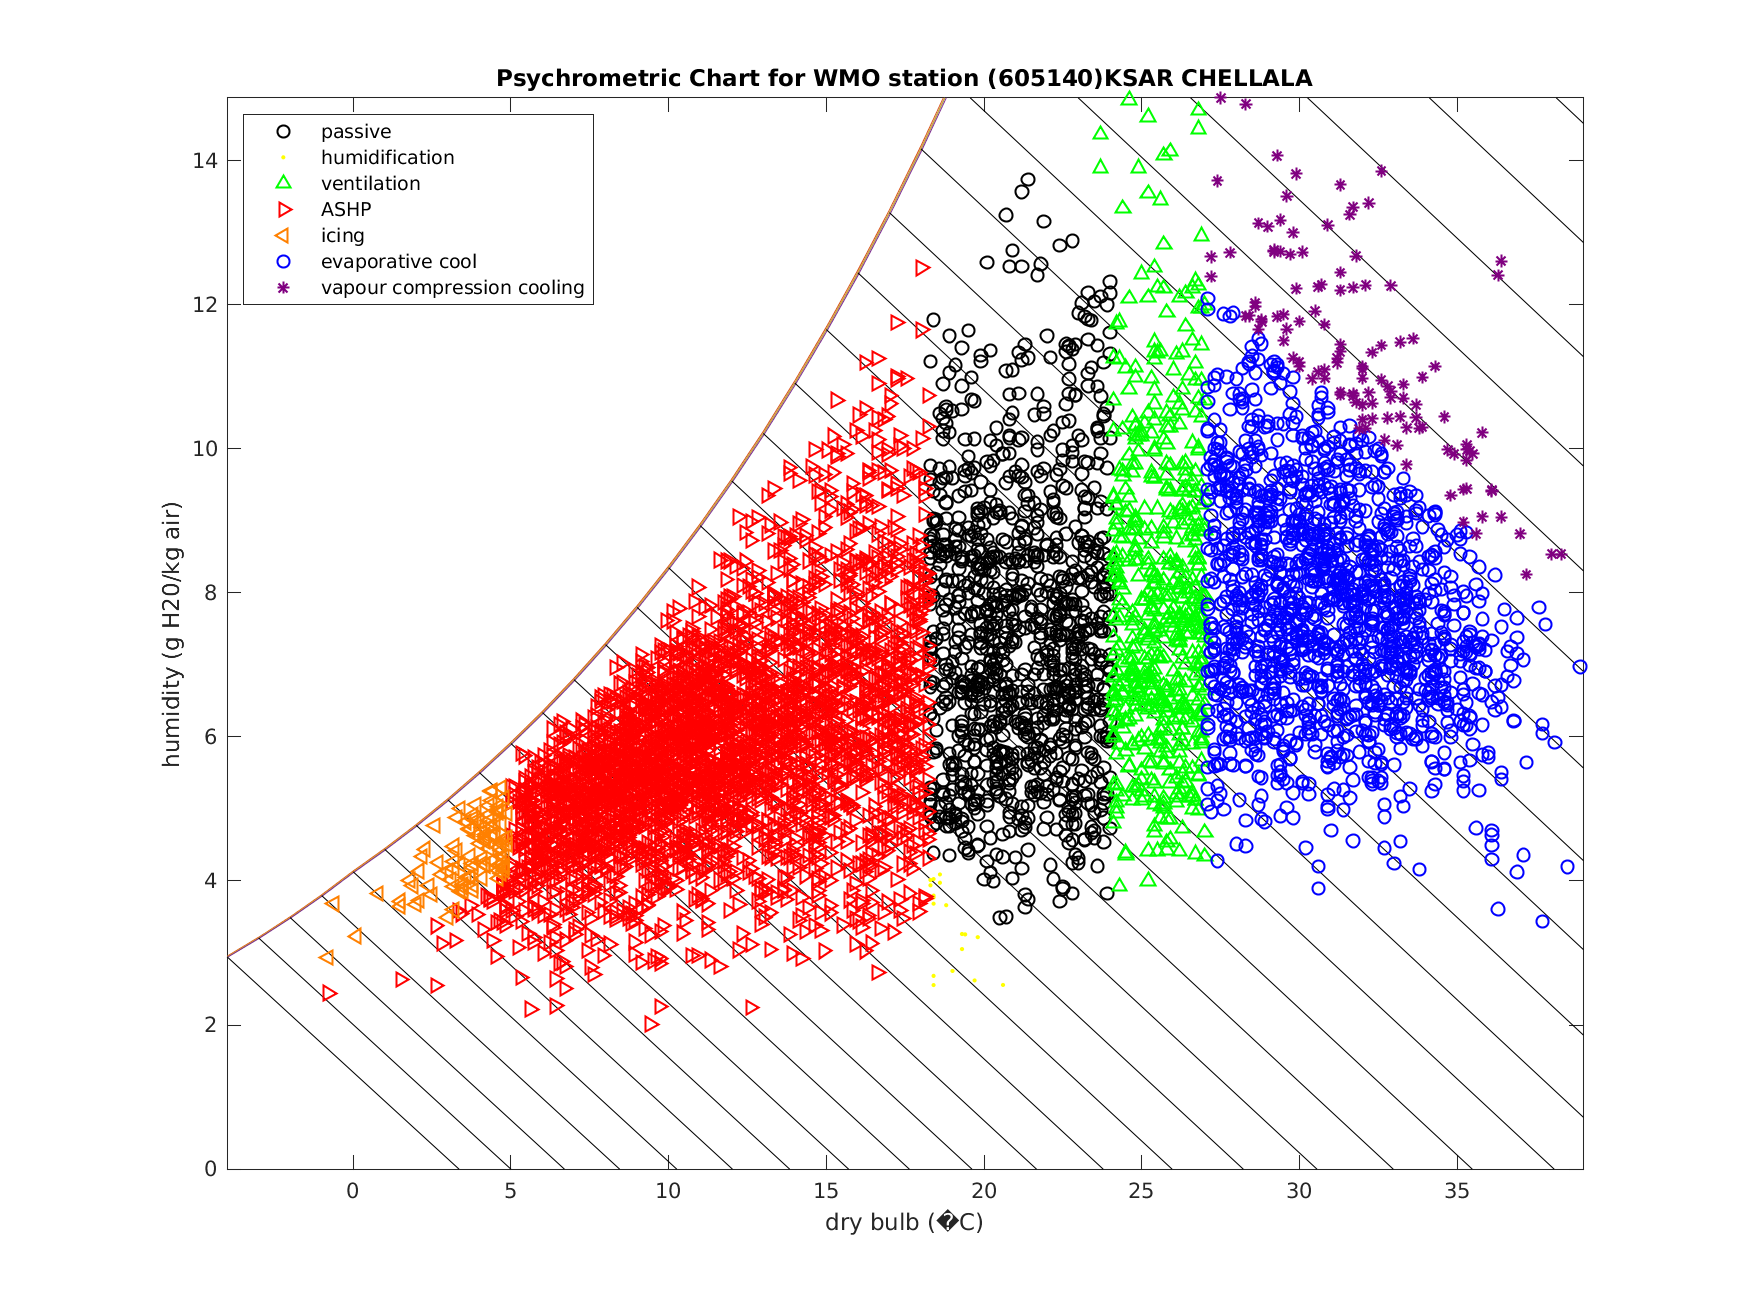 Psychrometric Chart for WMO station (605140)KSAR CHELLALA
passive
humidification
ventilation
ASHP
icing
evaporative cool
vapour compression cooling
humidity (g H20/kg air)
14
12
10
8
6
4
2
0
0 5 10 15 20 25 30 35
dry bulb (�C)